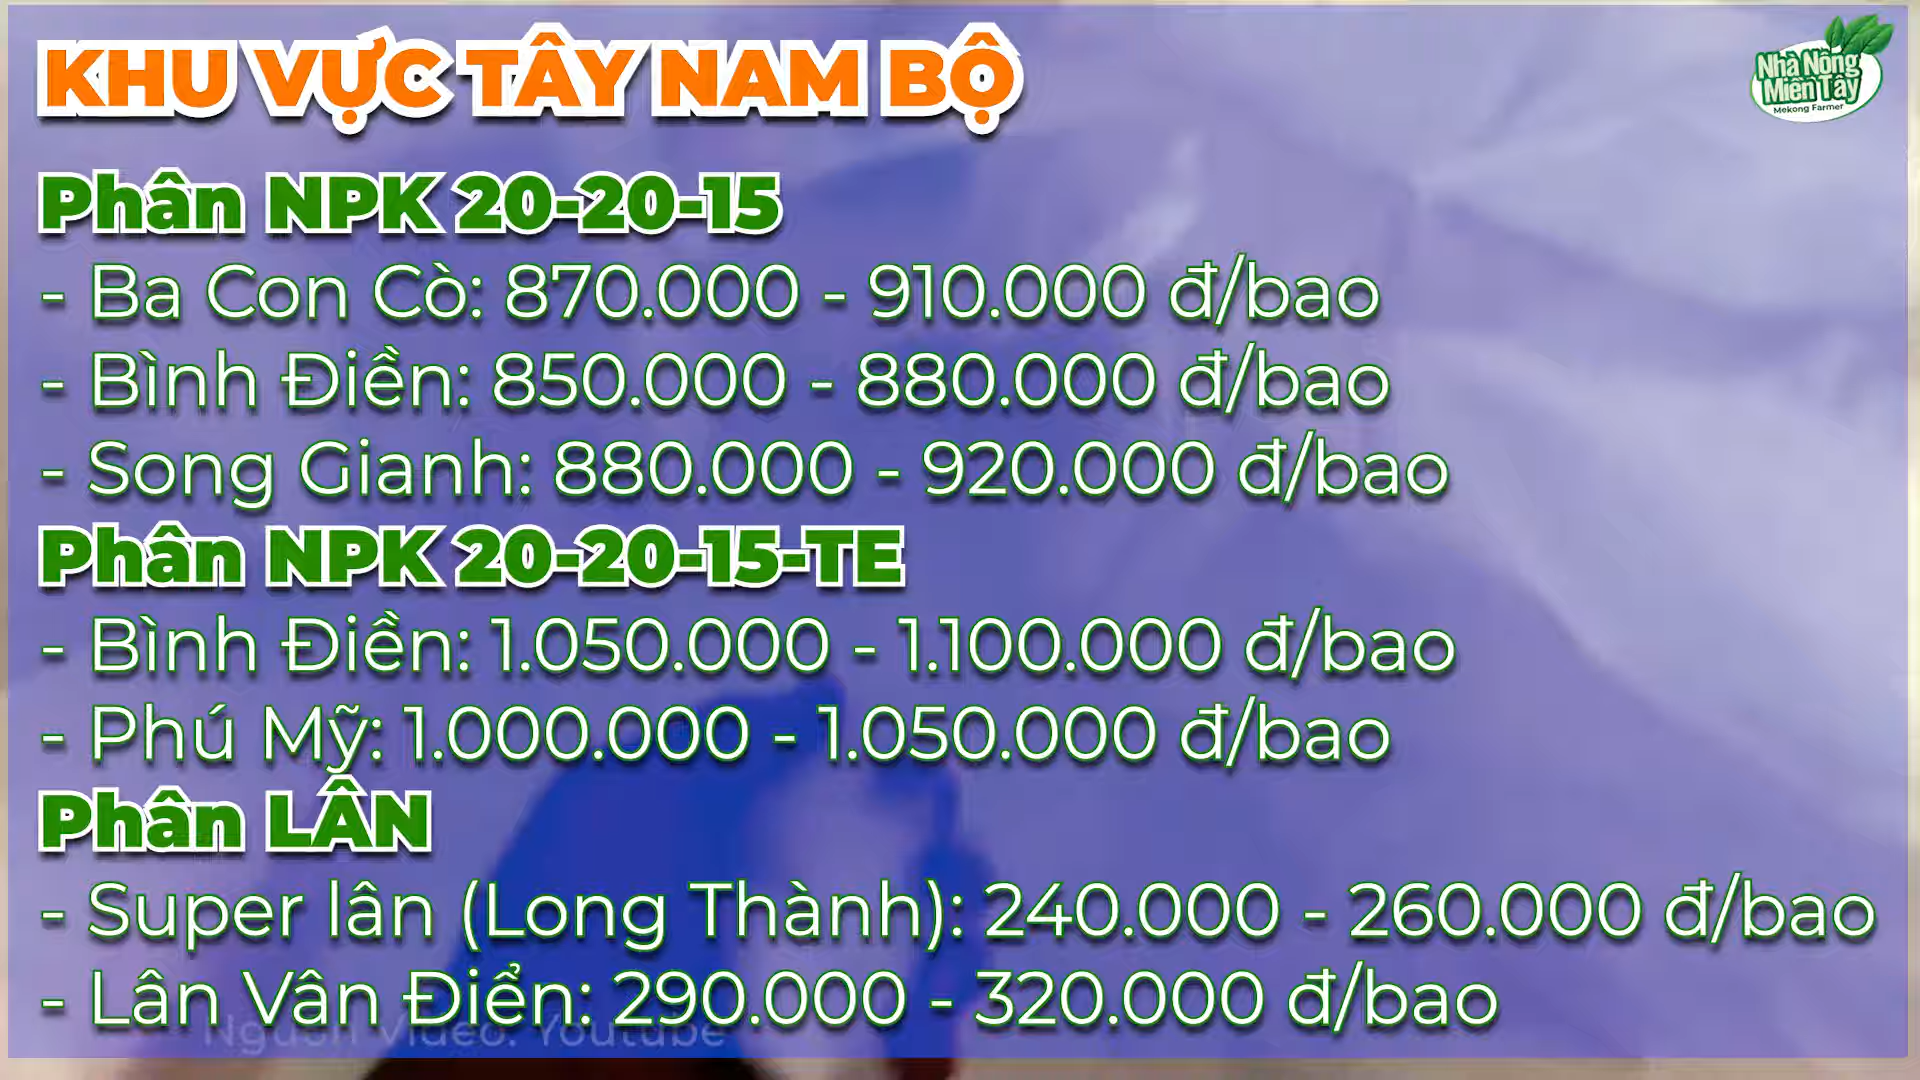 KHU VỰC TÂY NAM BỘ
Nhà Nông
Miền Tây
Mekong Farmer
Phân NPK 20-20-15
- Ba Con Cò: 870.000 - 910.000 đ/bao
- Bình Điền: 850.000 - 880.000 đ/bao
- Song Gianh: 880.000 - 920.000 đ/bao
Phân NPK 20-20-15-TE
- Bình Điền: 1.050.000 - 1.100.000 đ/bao
- Phú Mỹ: 1.000.000 - 1.050.000 đ/bao
Phân LÂN
- Super lân (Long Thành): 240.000 - 260.000 đ/bao
- Lân Vân Điển: 290.000 - 320.000 đ/bao
Nguồn Video: Youtube